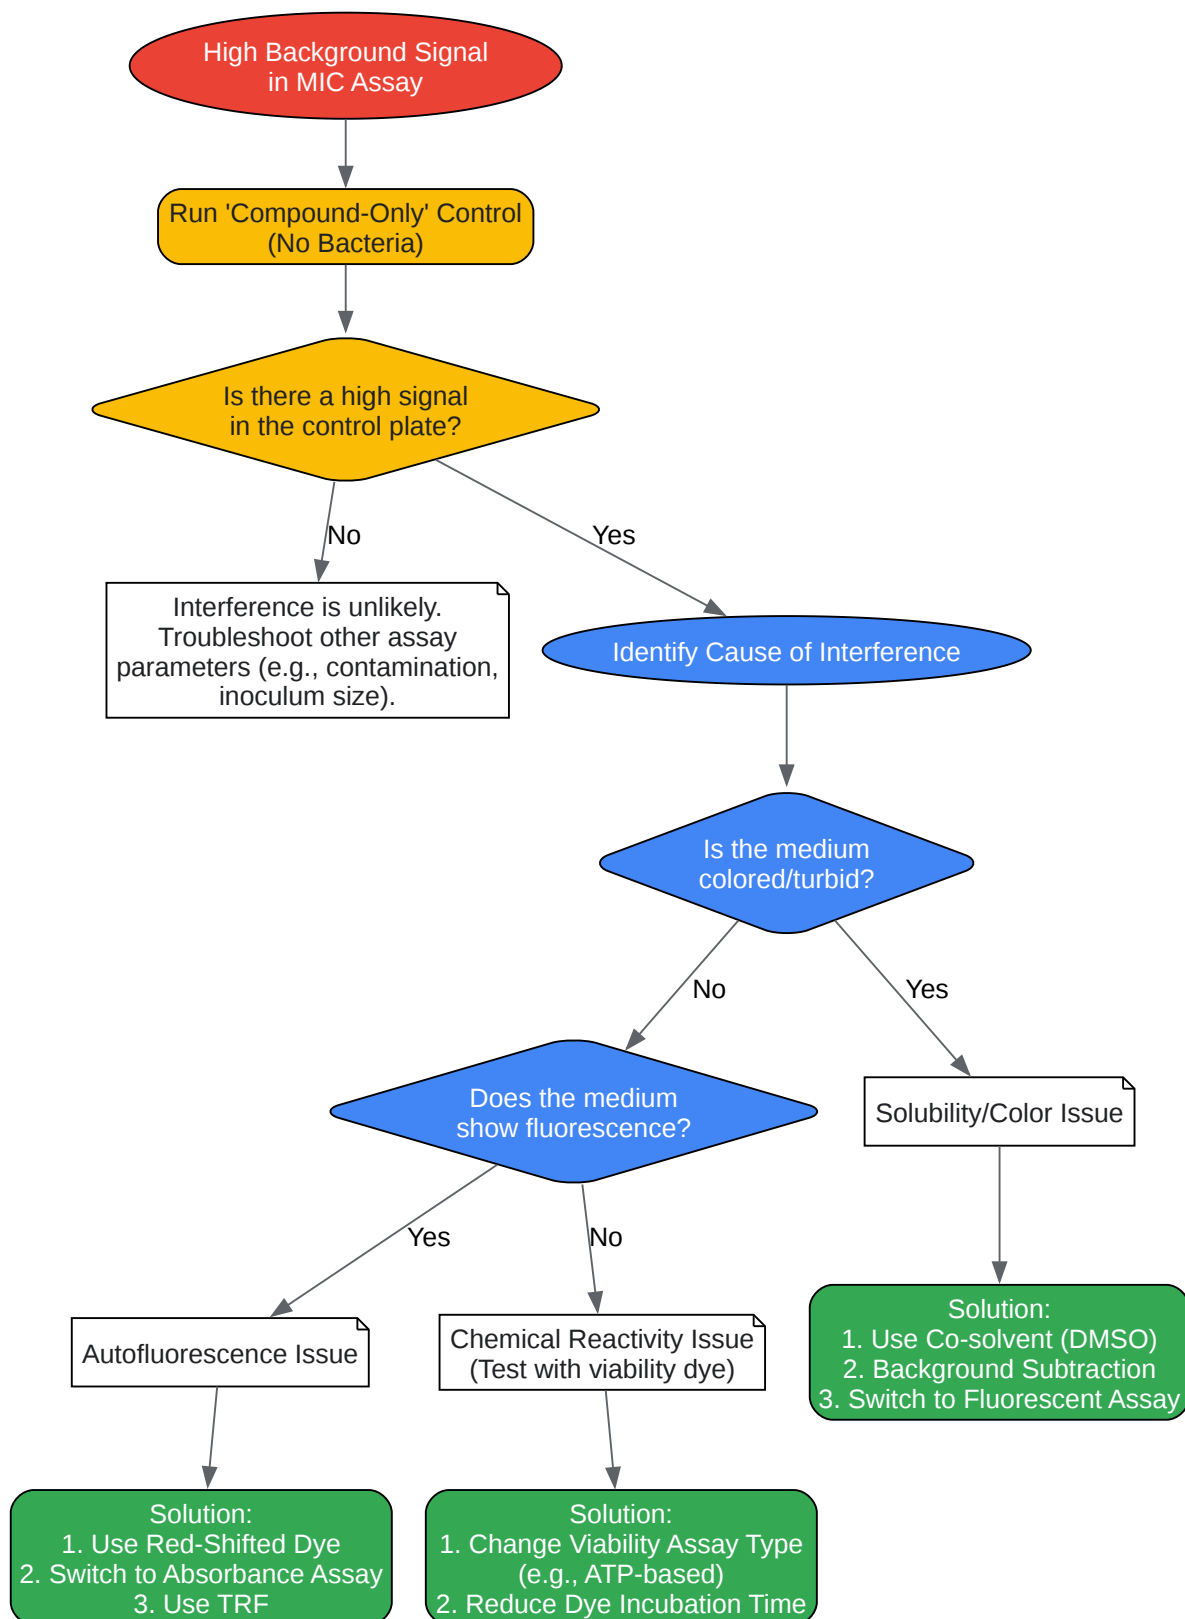 High Background Signal
in MIC Assay
Run 'Compound-Only' Control
(No Bacteria)
Is there a high signal
in the control plate?
No
Yes
Interference is unlikely.
Troubleshoot other assay
parameters (e.g., contamination,
inoculum size).
Identify Cause of Interference
Is the medium
colored/turbid?
No
Yes
Does the medium
show fluorescence?
Solubility/Color Issue
Yes
No
Autofluorescence Issue
Chemical Reactivity Issue
(Test with viability dye)
Solution:
1. Use Co-solvent (DMSO)
2. Background Subtraction
3. Switch to Fluorescent Assay
Solution:
1. Use Red-Shifted Dye
2. Switch to Absorbance Assay
3. Use TRF
Solution:
1. Change Viability Assay Type
(e.g., ATP-based)
2. Reduce Dye Incubation Time